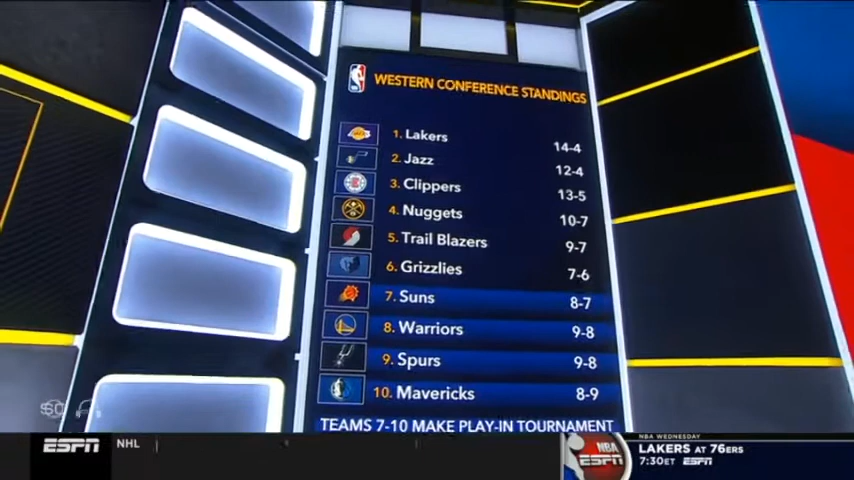 WESTERN CONFERENCE STANDINGS
1. Lakers 14-4
2. Jazz 12-4
3. Clippers 13-5
4. Nuggets 10-7
5. Trail Blazers 9-7
6. Grizzlies 7-6
7. Suns 8-7
8. Warriors 9-8
9. Spurs 9-8
10. Mavericks 8-9
TEAMS 7-10 MAKE PLAY-IN TOURNAMENT
ESPN NHL
NBA ESPN
NBA WEDNESDAY
LAKERS AT 76ERS
7:30ET ESPN